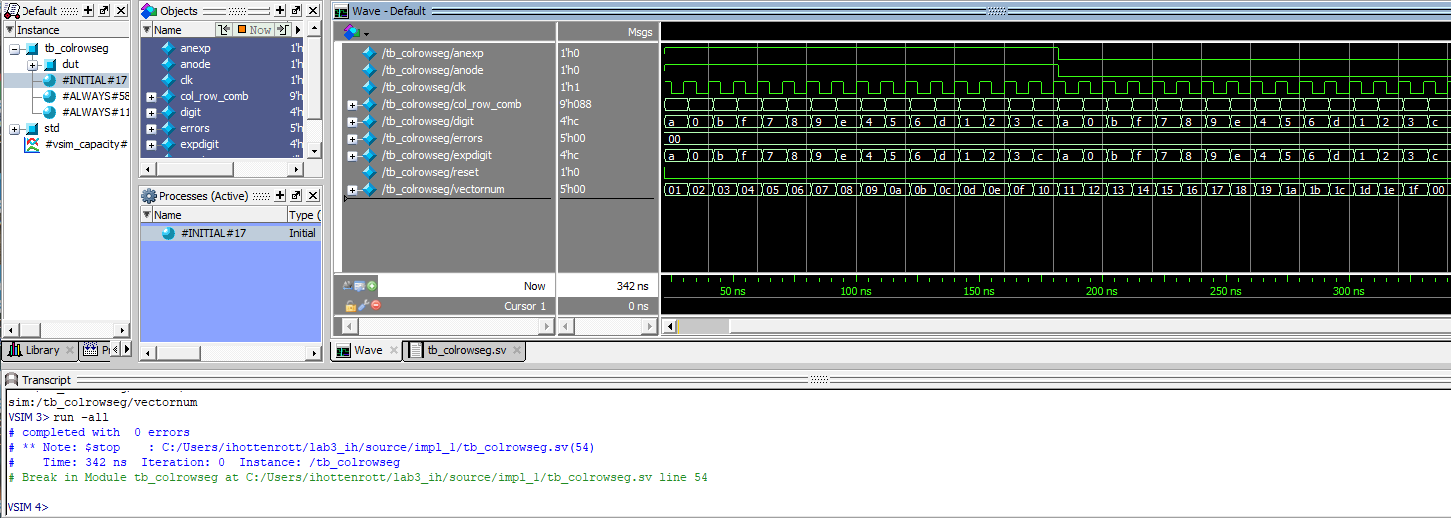 Default
Instance
tb_colrowseg
dut
#INITIAL#17
#ALWAYS#58
#ALWAYS#11
std
#vsim_capacity#
Library
Objects
Name
Now
anexp 1'h
anode 1'h
clk 1'h
col_row_comb 9'h
digit 4'h
errors 5'h
expdigit 4'h
Processes (Active)
Name Type (
#INITIAL#17 Initial
Wave - Default
Msgs
/tb_colrowseg/anexp 1'h0
/tb_colrowseg/anode 1'h0
/tb_colrowseg/clk 1'h1
/tb_colrowseg/col_row_comb 9'h088
/tb_colrowseg/digit 4'hc a 0 b f 7 8 9 e 4 5 6 d 1 2 3 c a 0 b f 7 8 9 e 4 5 6 d 1 2 3 c
/tb_colrowseg/errors 5'h00 00
/tb_colrowseg/expdigit 4'hc a 0 b f 7 8 9 e 4 5 6 d 1 2 3 c a 0 b f 7 8 9 e 4 5 6 d 1 2 3 c
/tb_colrowseg/reset 1'h0
/tb_colrowseg/vectornum 5'h00 01 02 03 04 05 06 07 08 09 0a 0b 0c 0d 0e 0f 10 11 12 13 14 15 16 17 18 19 1a 1b 1c 1d 1e 1f 00
Now 342 ns 50 ns 100 ns 150 ns 200 ns 250 ns 300 ns
Cursor 1 0 ns
Wave tb_colrowseg.sv
Transcript
sim:/tb_colrowseg/vectornum
VSIM 3> run -all
# completed with  0 errors
# ** Note: $stop    : C:/Users/ihottenrott/lab3_ih/source/impl_1/tb_colrowseg.sv(54)
#    Time: 342 ns  Iteration: 0  Instance: /tb_colrowseg
# Break in Module tb_colrowseg at C:/Users/ihottenrott/lab3_ih/source/impl_1/tb_colrowseg.sv line 54
VSIM 4>